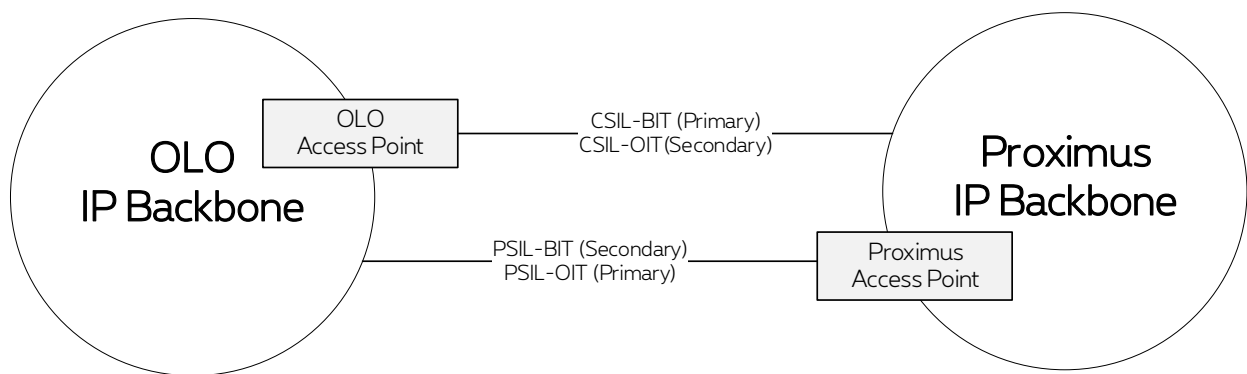 OLO
IP Backbone
OLO
Access Point
CSIL-BIT (Primary)
CSIL-OIT(Secondary)
Proximus
IP Backbone
PSIL-BIT (Secondary)
PSIL-OIT (Primary)
Proximus
Access Point